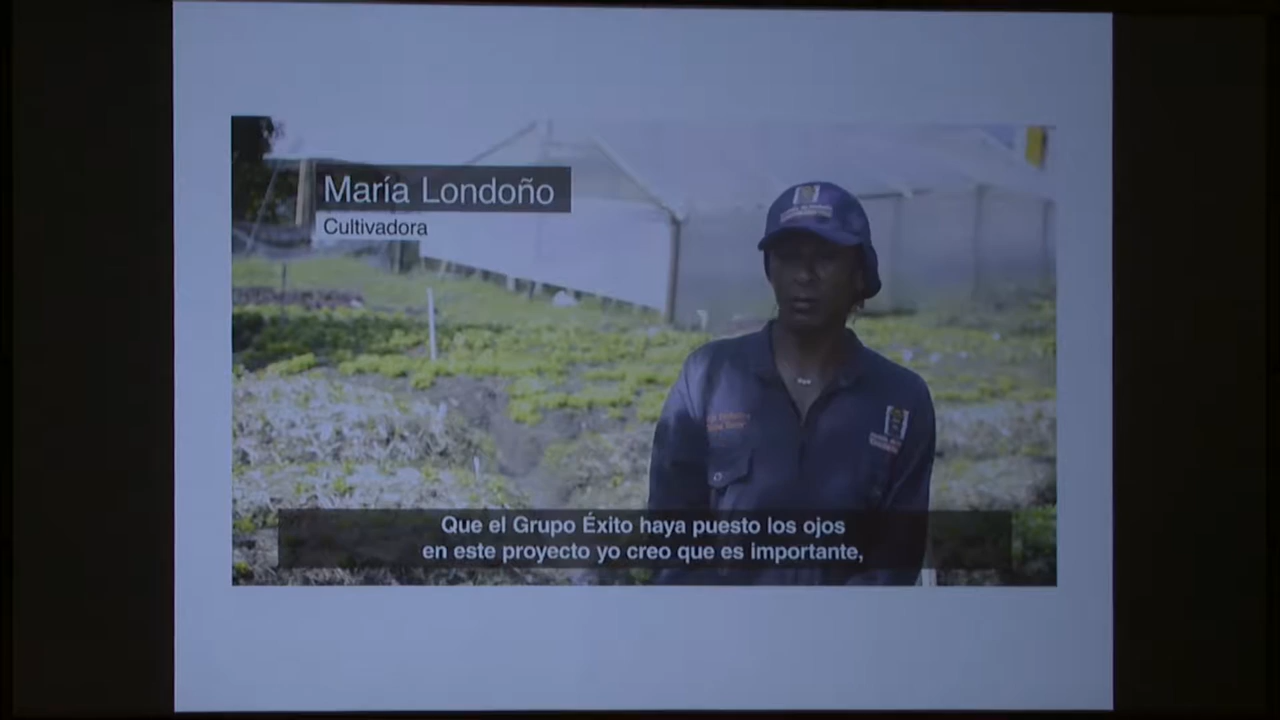 María Londoño
Cultivadora
Que el Grupo Éxito haya puesto los ojos
en este proyecto yo creo que es importante,